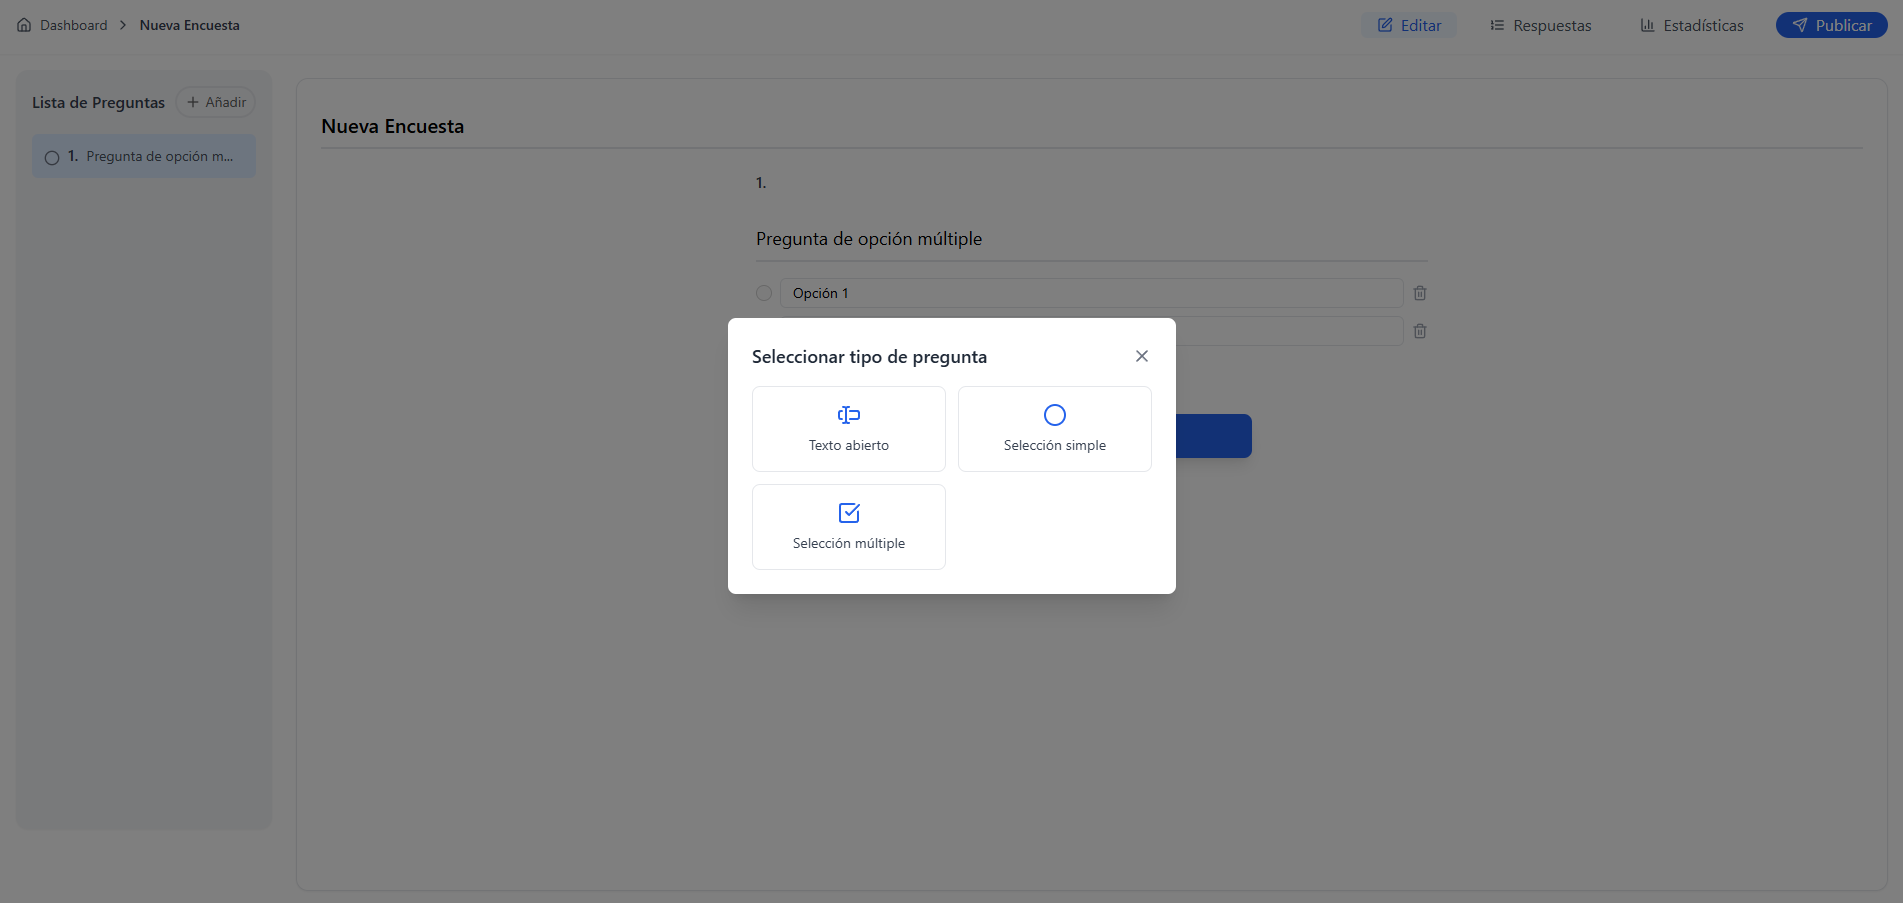 Dashboard > Nueva Encuesta
Editar
Respuestas
Estadísticas
Publicar
Lista de Preguntas
+ Añadir
1. Pregunta de opción m...
Nueva Encuesta
1.
Pregunta de opción múltiple
Opción 1
Seleccionar tipo de pregunta
Texto abierto
Selección simple
Selección múltiple